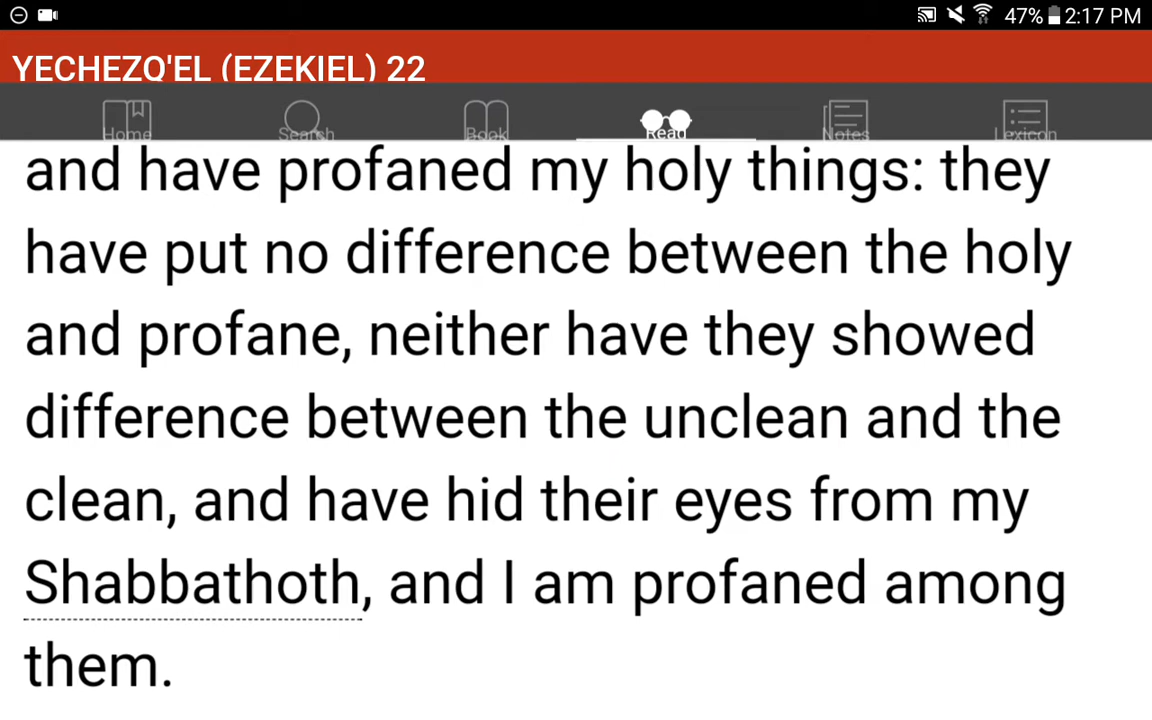 47% 2:17 PM
YECHEZQ'EL (EZEKIEL) 22
Home Search Book Read Notes Lexicon
and have profaned my holy things: they
have put no difference between the holy
and profane, neither have they showed
difference between the unclean and the
clean, and have hid their eyes from my
Shabbathoth, and I am profaned among
them.